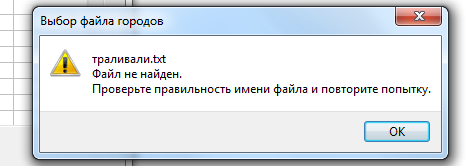 Выбор файла городов
траливали.txt
Файл не найден.
Проверьте правильность имени файла и повторите попытку.
OK